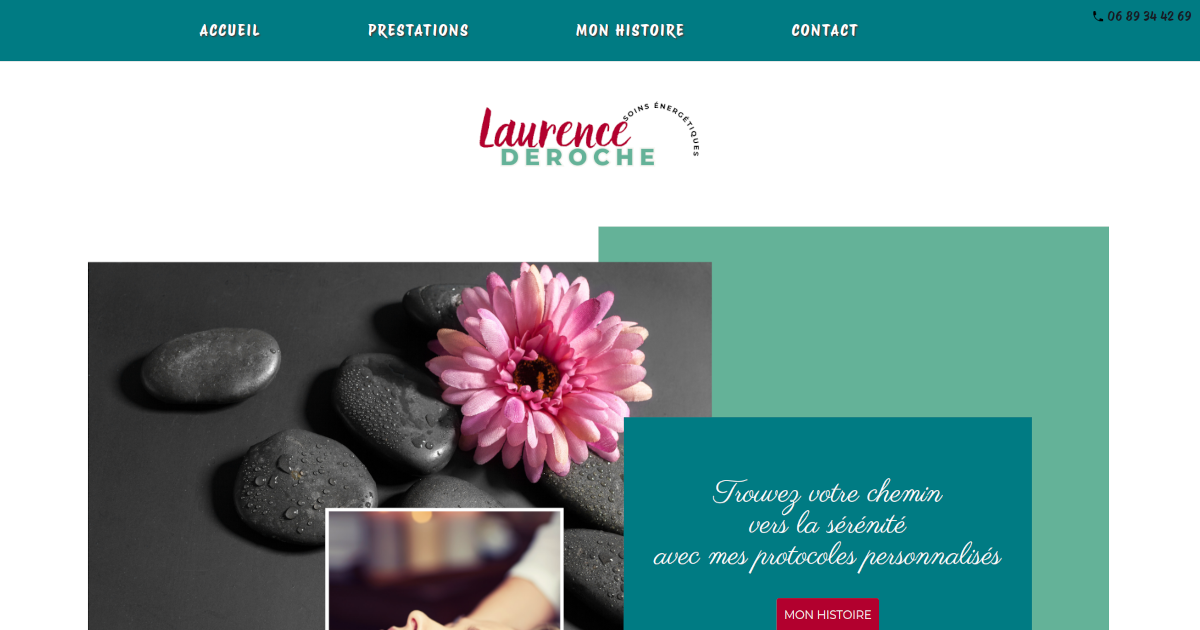 ACCUEIL
PRESTATIONS
MON HISTOIRE
CONTACT
06 89 34 42 69
Laurence
SOINS ÉNERGÉTIQUES
DEROCHE
Trouvez votre chemin
vers la sérénité
avec mes protocoles personnalisés
MON HISTOIRE